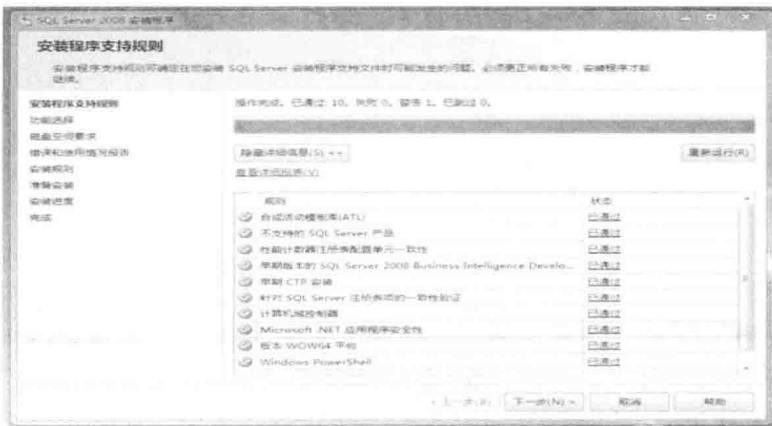 SQL Server 2008 安装程序
安装程序支持规则
安装程序支持规则可确定在您安装 SQL Server 安装程序支持文件时可能发生的问题。必须更正所有失败，安装程序才能
继续。
安装程序支持规则
功能选择
磁盘空间要求
错误和使用情况报告
安装规则
准备安装
安装进度
完成
操作完成。已通过: 10。失败 0。警告 1。已跳过 0。
隐藏详细信息(S) <<
重新运行(R)
查看详细报表(V)
规则
状态
合成活动模板库(ATL)
已通过
不支持的 SQL Server 产品
已通过
性能计数器注册表配置单元一致性
已通过
早期版本的 SQL Server 2008 Business Intelligence Develo...
已通过
早期 CTP 安装
已通过
针对 SQL Server 注册表项的一致性验证
已通过
计算机域控制器
已通过
Microsoft .NET 应用程序安全性
已通过
版本 WOW64 平台
已通过
Windows PowerShell
已通过
< 上一步(B)
下一步(N) >
取消
帮助